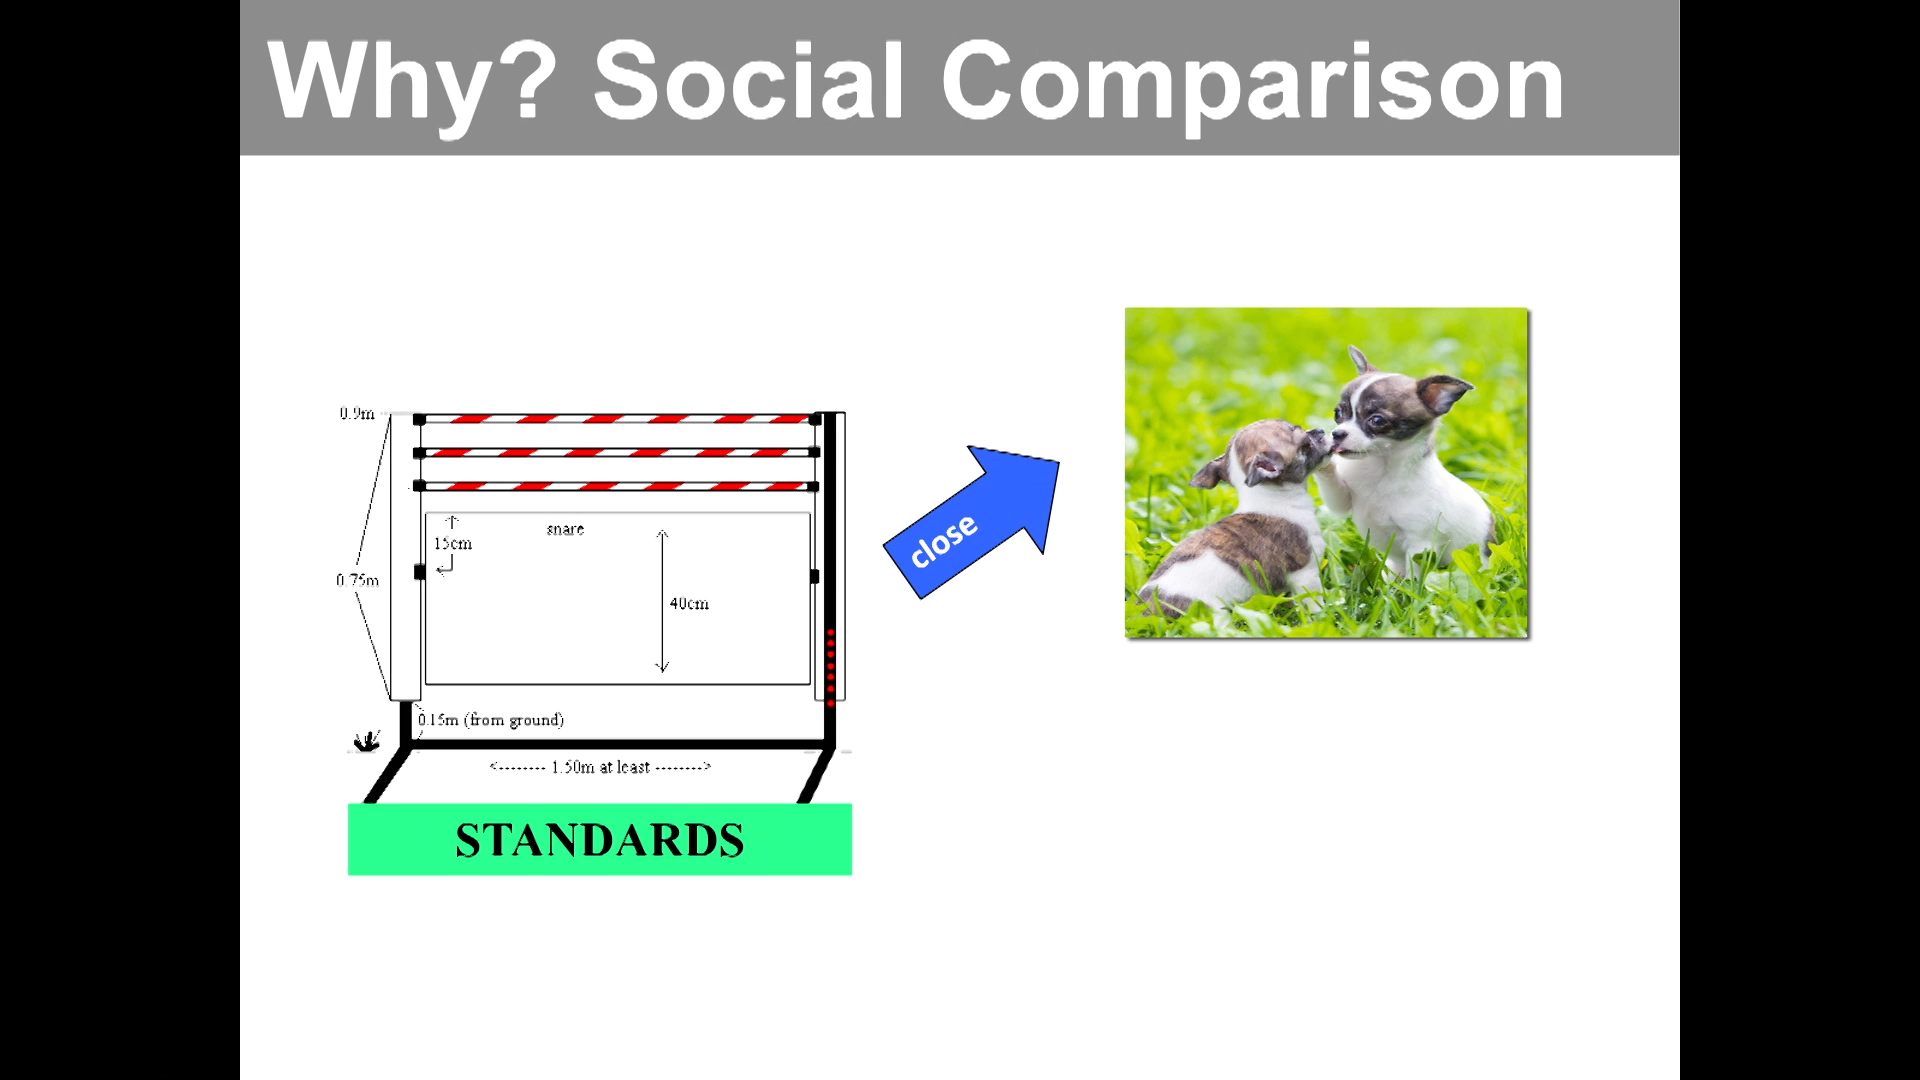 Why? Social Comparison
0.9m
snare
15cm
0.75m
40cm
0.15m (from ground)
<-------- 1.50m at least -------->
close
STANDARDS